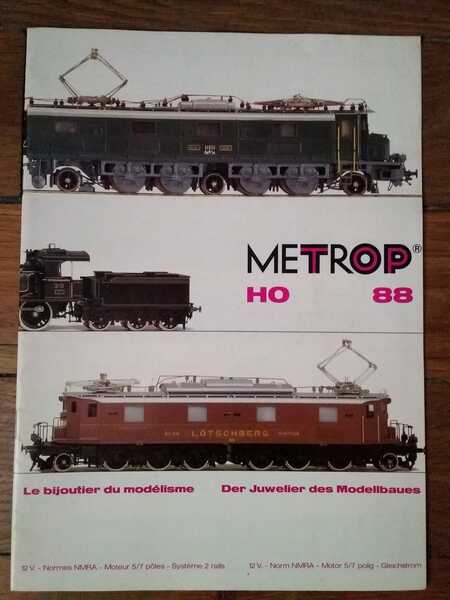 METROP®
HO 88
LÖTSCHBERG
Le bijoutier du modélisme Der Juwelier des Modellbaues
12 V. - Normes NMRA - Moteur 5/7 pôles - Système 2 rails 12 V. - Norm NMRA - Motor 5/7 polig - Gleichstrom